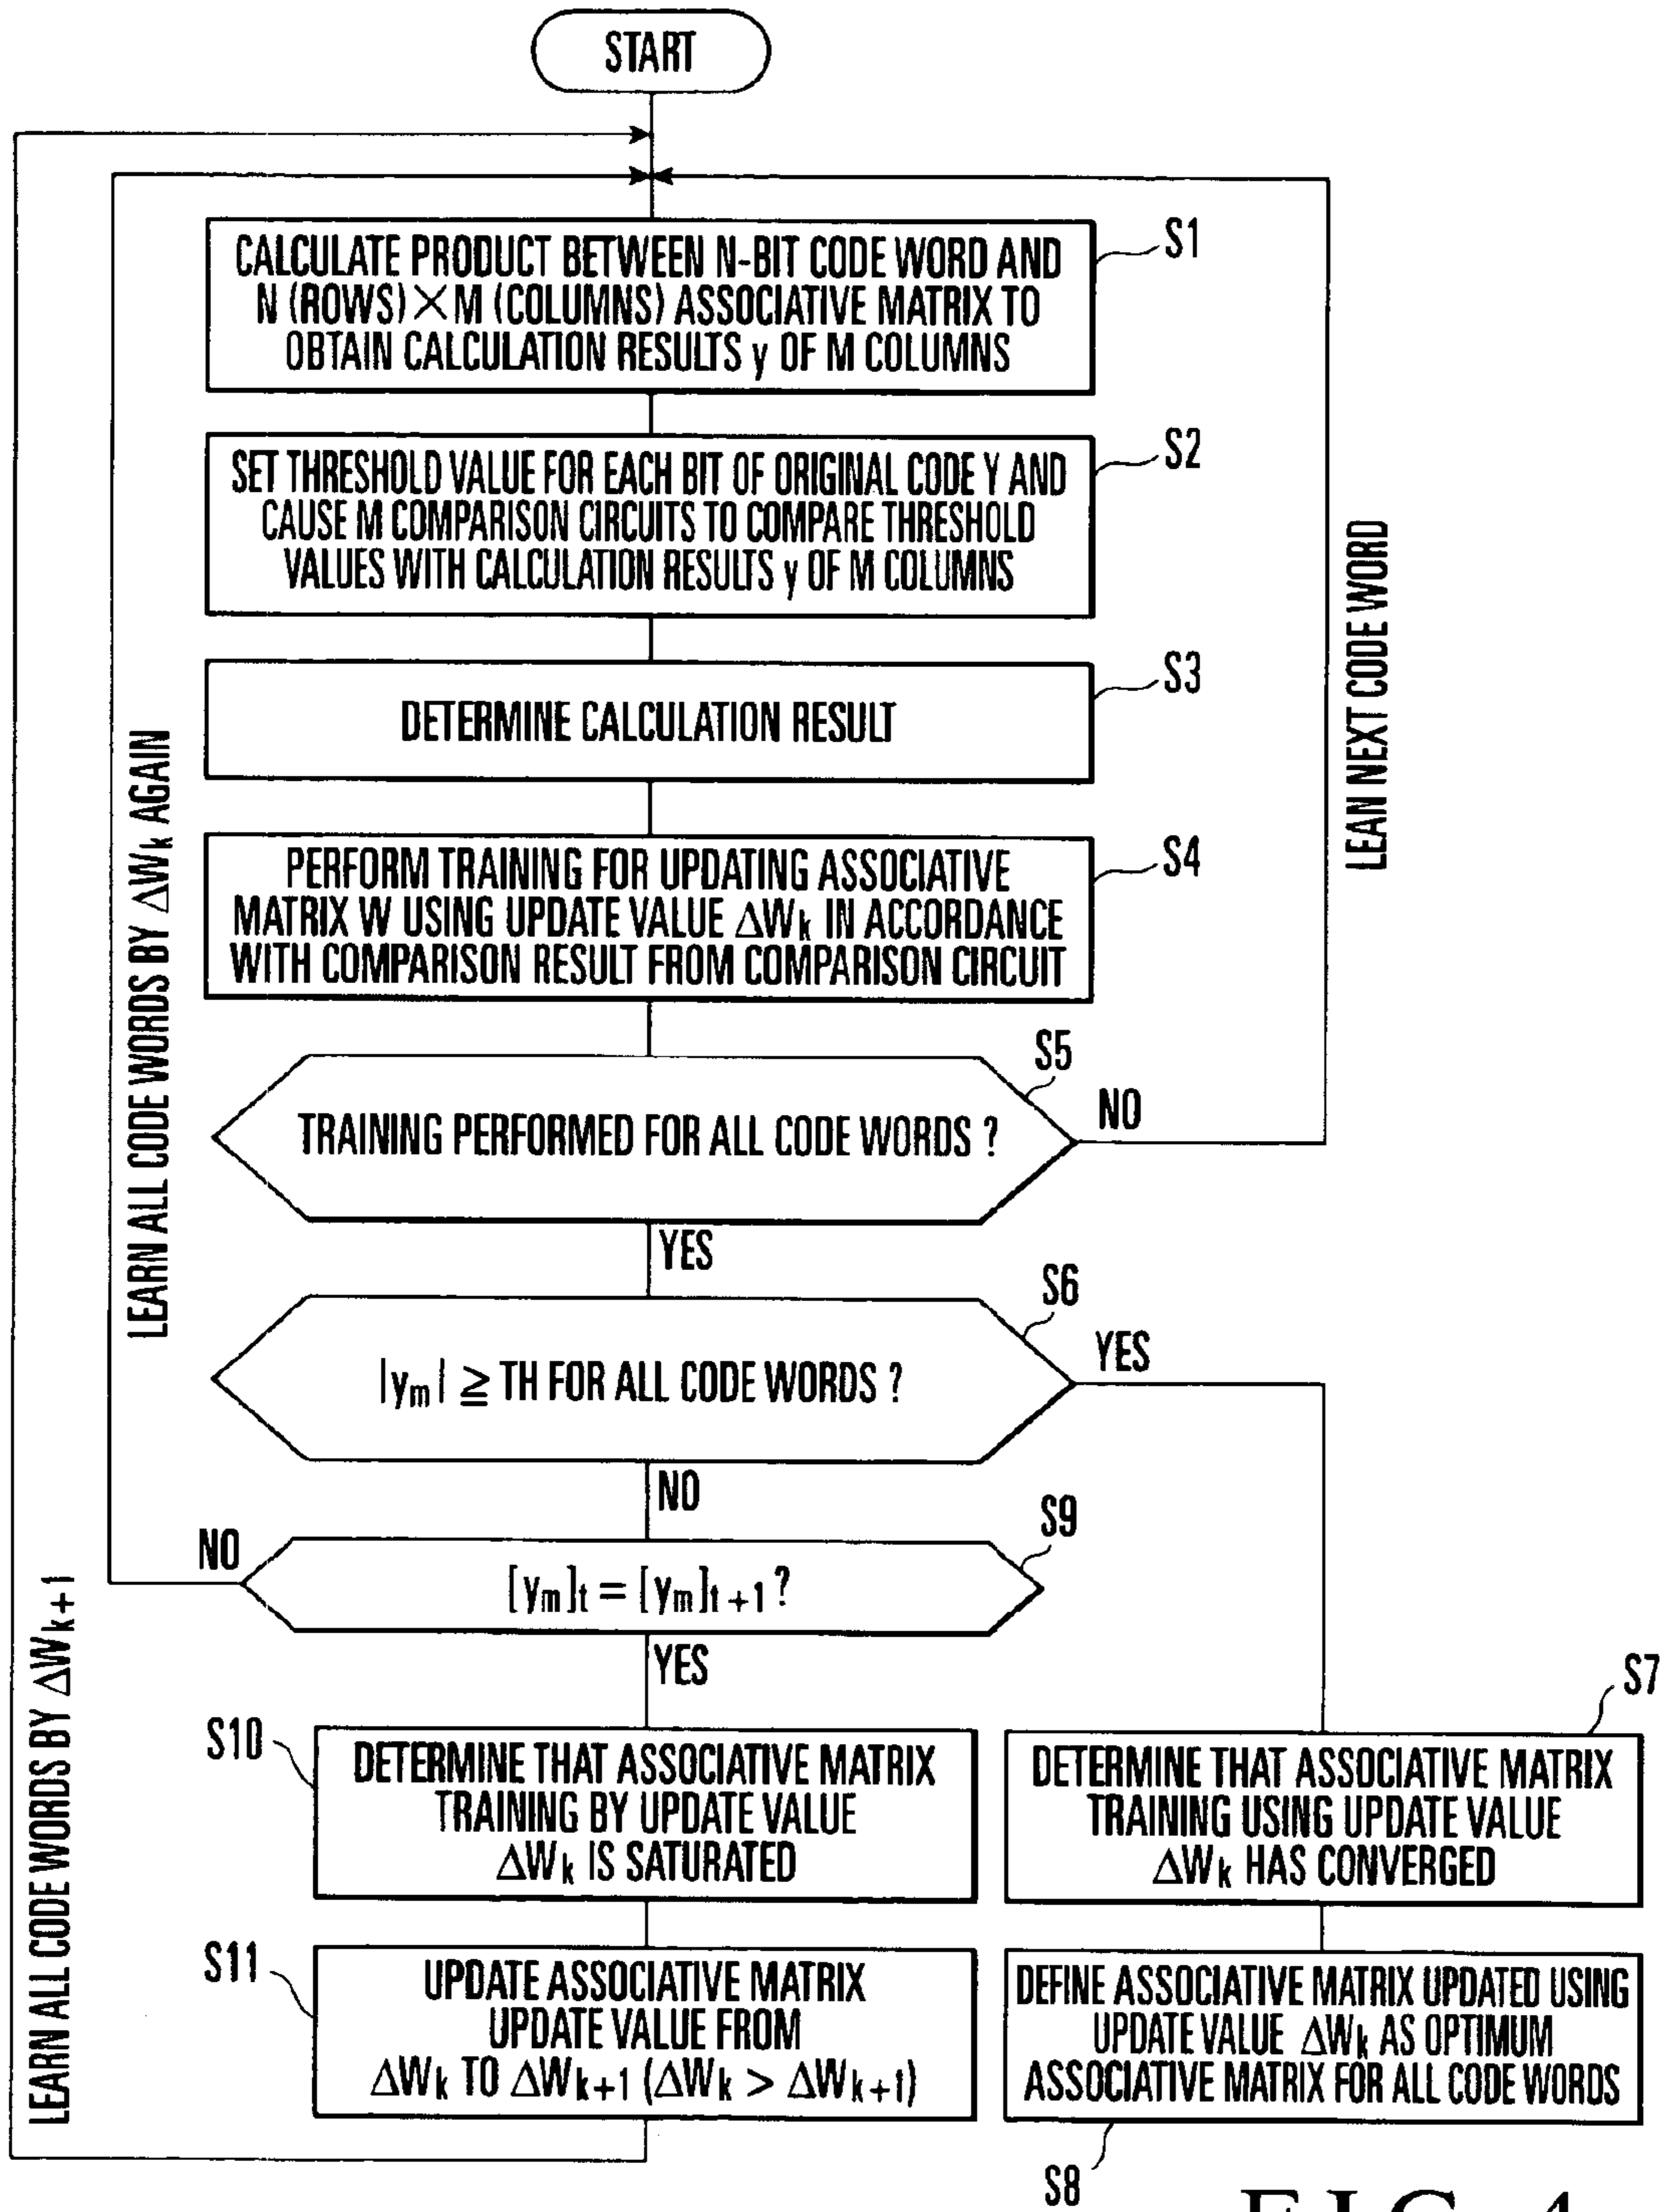 START
S1
CALCULATE PRODUCT BETWEEN N-BIT CODE WORD AND
N (ROWS) × M (COLUMNS) ASSOCIATIVE MATRIX TO
OBTAIN CALCULATION RESULTS y OF M COLUMNS
S2
SET THRESHOLD VALUE FOR EACH BIT OF ORIGINAL CODE Y AND
CAUSE M COMPARISON CIRCUITS TO COMPARE THRESHOLD
VALUES WITH CALCULATION RESULTS y OF M COLUMNS
S3
DETERMINE CALCULATION RESULT
S4
PERFORM TRAINING FOR UPDATING ASSOCIATIVE
MATRIX W USING UPDATE VALUE ΔWk IN ACCORDANCE
WITH COMPARISON RESULT FROM COMPARISON CIRCUIT
S5
TRAINING PERFORMED FOR ALL CODE WORDS ?
NO
LEAN NEXT CODE WORD
YES
S6
|ym| ≧ TH FOR ALL CODE WORDS ?
YES
NO
S9
[ym]t = [ym]t+1 ?
NO
LEARN ALL CODE WORDS BY ΔWk AGAIN
YES
S10
DETERMINE THAT ASSOCIATIVE MATRIX
TRAINING BY UPDATE VALUE
ΔWk IS SATURATED
S7
DETERMINE THAT ASSOCIATIVE MATRIX
TRAINING USING UPDATE VALUE
ΔWk HAS CONVERGED
S11
UPDATE ASSOCIATIVE MATRIX
UPDATE VALUE FROM
ΔWk TO ΔWk+1 (ΔWk > ΔWk+1)
LEARN ALL CODE WORDS BY ΔWk+1
DEFINE ASSOCIATIVE MATRIX UPDATED USING
UPDATE VALUE ΔWk AS OPTIMUM
ASSOCIATIVE MATRIX FOR ALL CODE WORDS
S8
FIG. 4